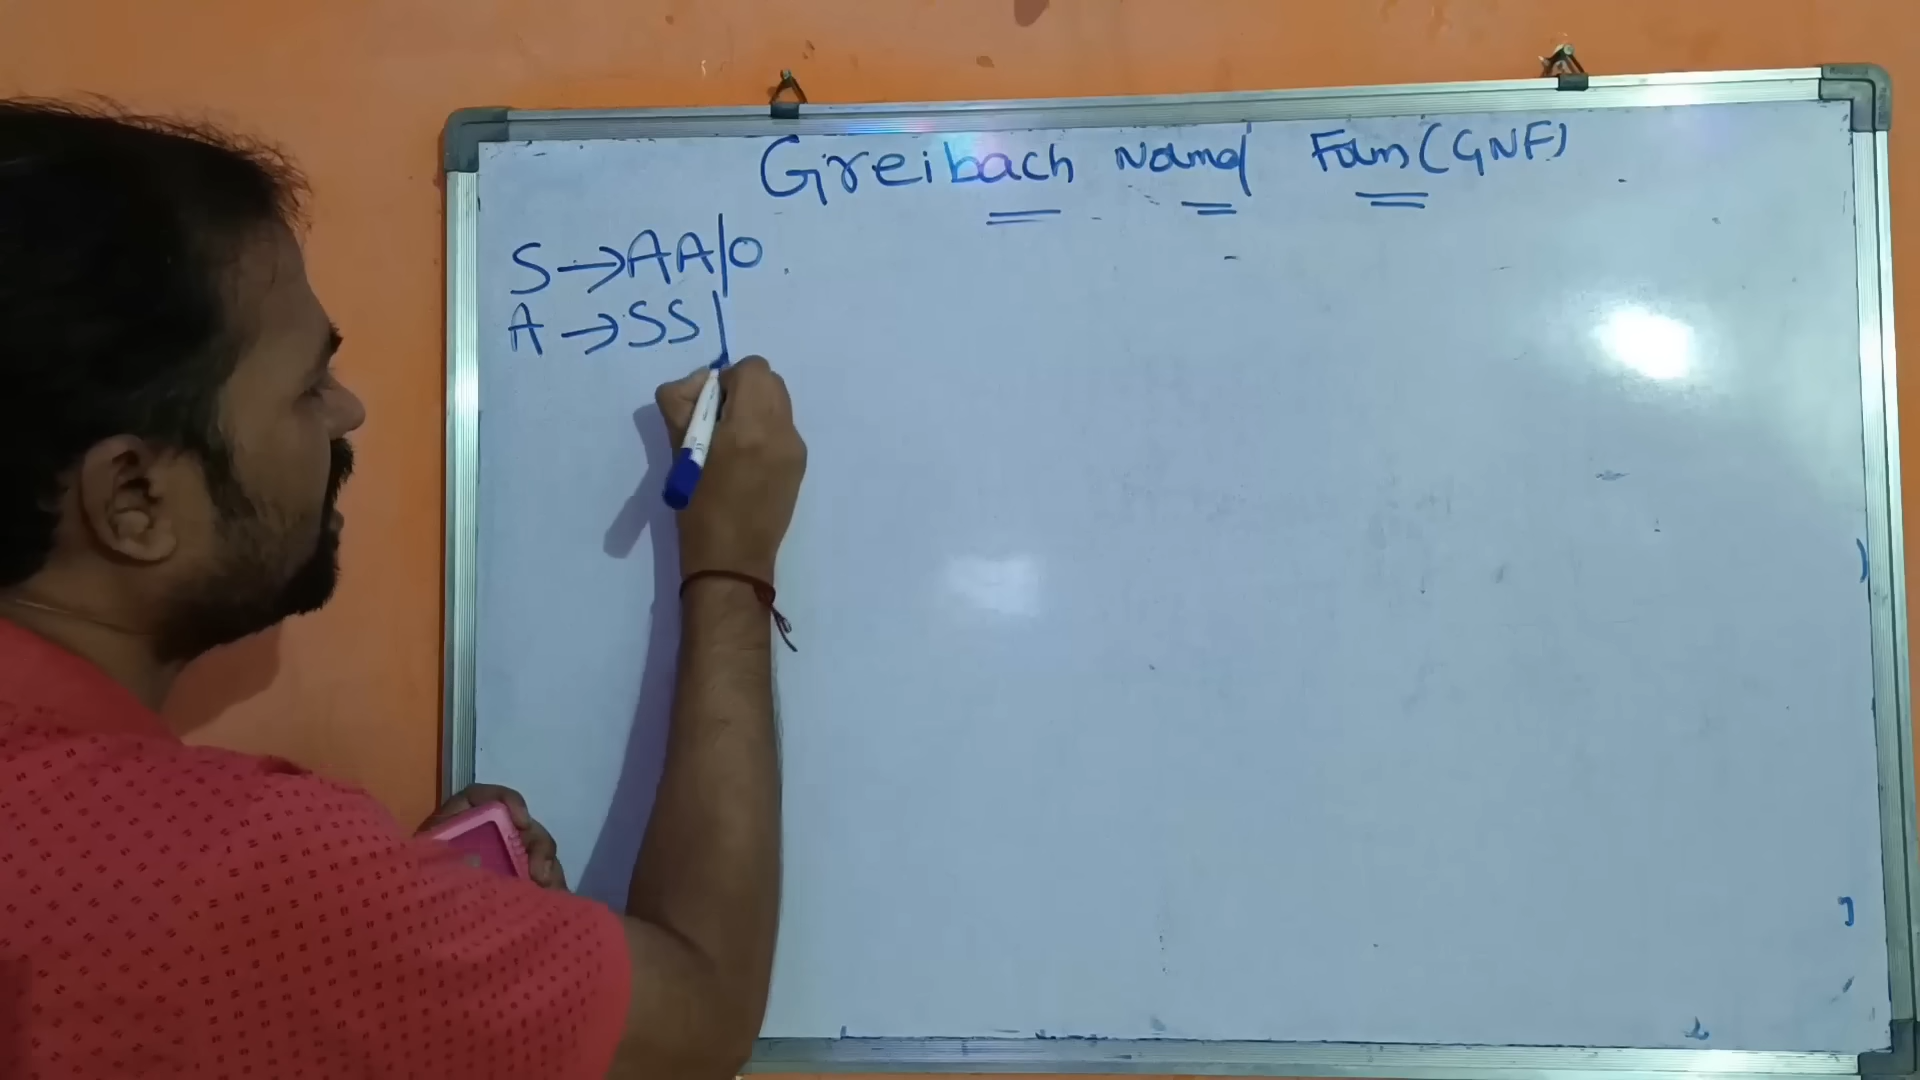 Greibach Normal Form (GNF)
S → AA|0
A → SS|